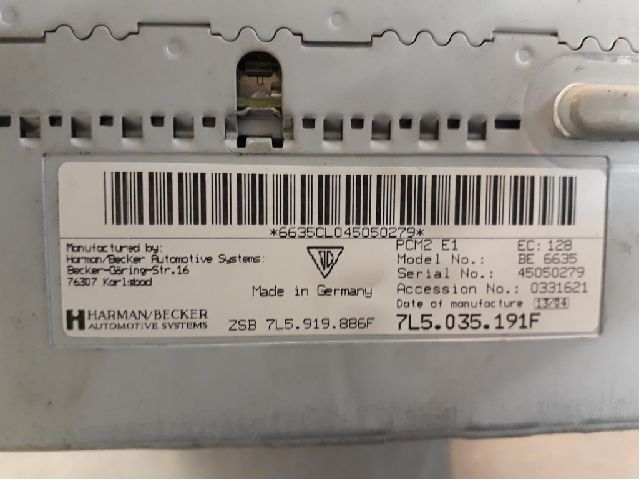 *6635CL045050279*
Manufactured by:
Harman/Becker Automotive Systems:
Becker-Göring-Str.16
76307 Karlsbad
HARMAN/BECKER
AUTOMOTIVE SYSTEMS
Made in Germany
ZSB 7L5.919.886F
PCM2 E1 EC: 128
Model No.: BE 6635
Serial No.: 45050279
Accession No.: 0331621
Date of manufacture 13/04
7L5.035.191F